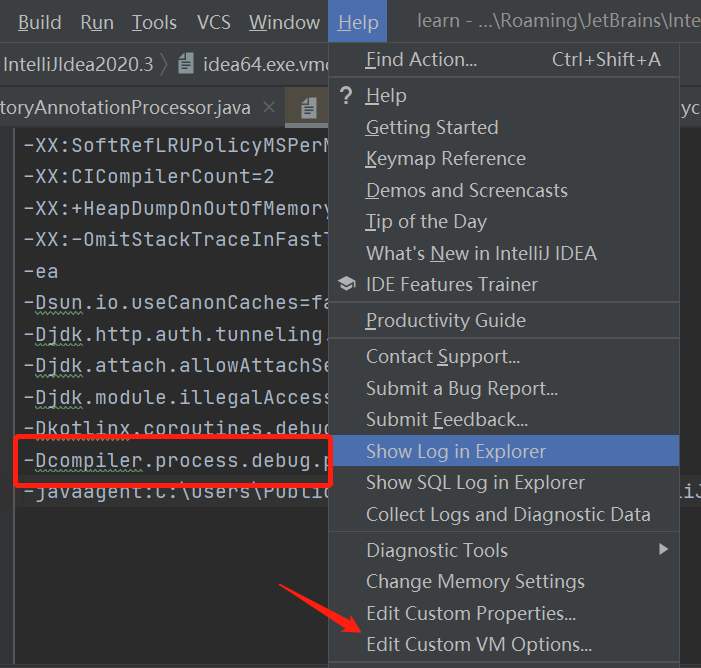 Build Run Tools VCS Window Help learn - ...\Roaming\JetBrains\Inte
IntelliJIdea2020.3 idea64.exe.vmo
toryAnnotationProcessor.java
-XX:SoftRefLRUPolicyMSPerM
-XX:CICompilerCount=2
-XX:+HeapDumpOnOutOfMemory
-XX:-OmitStackTraceInFastT
-ea
-Dsun.io.useCanonCaches=fa
-Djdk.http.auth.tunneling.
-Djdk.attach.allowAttachSe
-Djdk.module.illegalAccess
-Dkotlinx.coroutines.debug
-Dcompiler.process.debug.p
-javaagent:C:\Users\Public
Find Action... Ctrl+Shift+A
? Help
Getting Started
Keymap Reference
Demos and Screencasts
Tip of the Day
What's New in IntelliJ IDEA
IDE Features Trainer
Productivity Guide
Contact Support...
Submit a Bug Report...
Submit Feedback...
Show Log in Explorer
Show SQL Log in Explorer
Collect Logs and Diagnostic Data
Diagnostic Tools
Change Memory Settings
Edit Custom Properties...
Edit Custom VM Options...